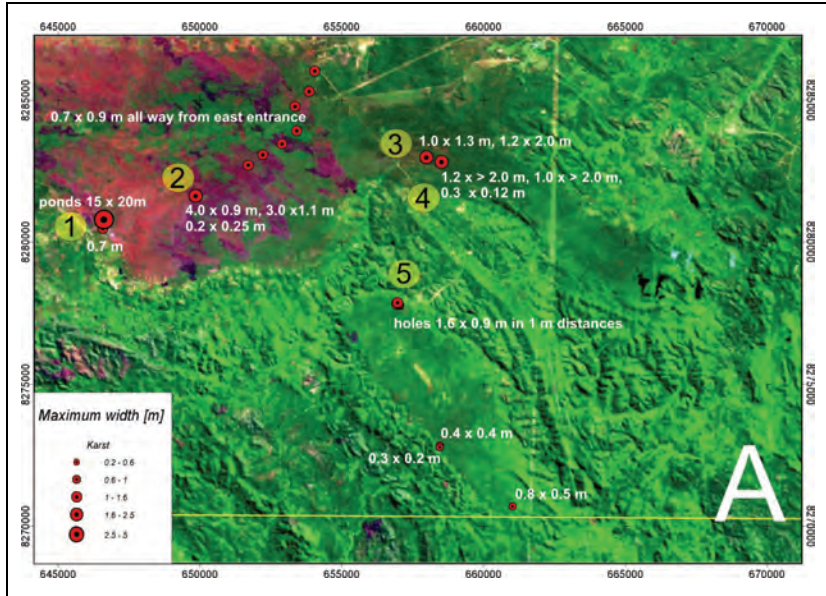 645000 650000 655000 660000 665000 670000
8285000 8285000
0.7 x 0.9 m all way from east entrance
3 1.0 x 1.3 m, 1.2 x 2.0 m
2
1.2 x > 2.0 m, 1.0 x > 2.0 m,
0.3 x 0.12 m
4
ponds 15 x 20m
4.0 x 0.9 m, 3.0 x1.1 m
0.2 x 0.25 m
1
0.7 m
8280000 8280000
5
holes 1.6 x 0.9 m in 1 m distances
8275000 8275000
Maximum width [m]
Karst
0.2 - 0.6
0.6 - 1
1 - 1.6
1.6 - 2.5
2.5 - 5
0.4 x 0.4 m
0.3 x 0.2 m
0.8 x 0.5 m
A
8270000 8270000
645000 650000 655000 660000 665000 670000